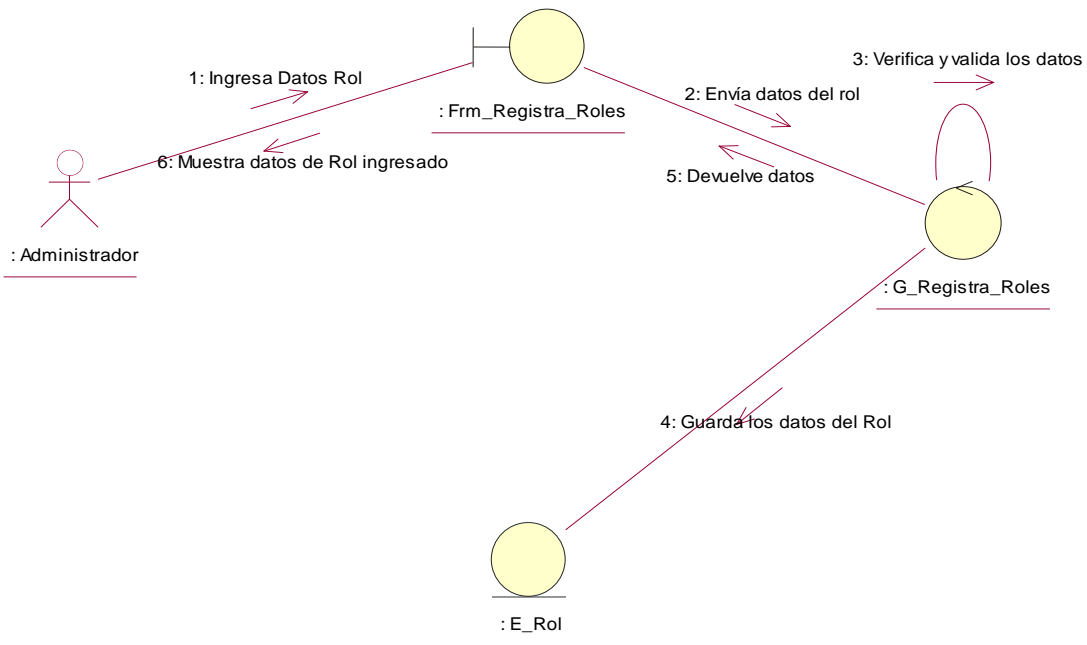 3: Verifica y valida los datos
1: Ingresa Datos Rol
2: Envía datos del rol
: Frm_Registra_Roles
6: Muestra datos de Rol ingresado
5: Devuelve datos
: Administrador
: G_Registra_Roles
4: Guarda los datos del Rol
: E_Rol